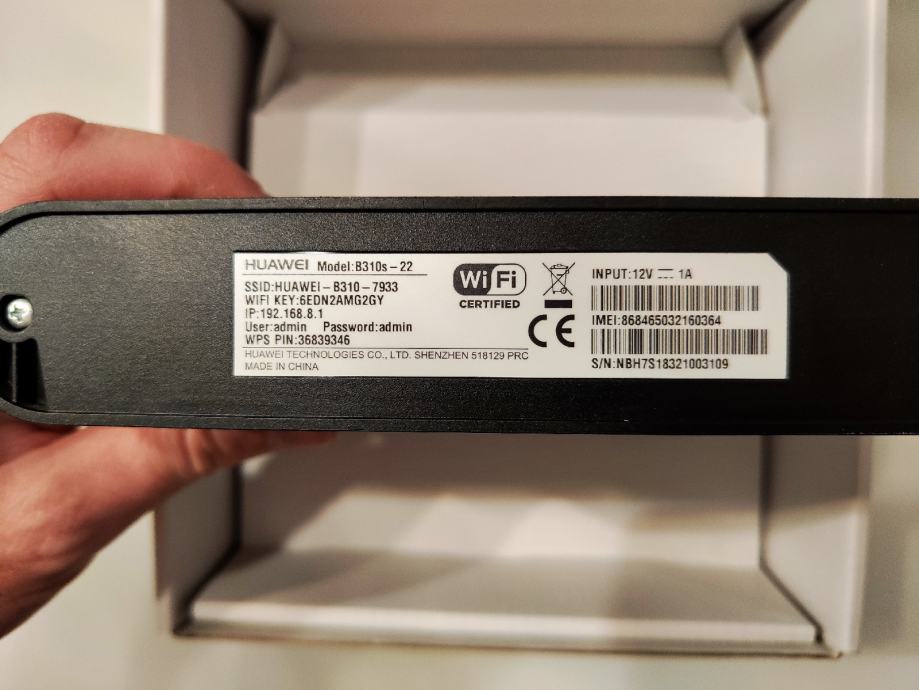 HUAWEI Model:B310s-22
SSID:HUAWEI-B310-7933
WIFI KEY:6EDN2AMG2GY
IP:192.168.8.1
User:admin Password:admin
WPS PIN:36839346
HUAWEI TECHNOLOGIES CO., LTD. SHENZHEN 518129 PRC
MADE IN CHINA
Wi Fi
CERTIFIED
CE
INPUT:12V ⎓ 1A
IMEI:868465032160364
S/N:NBH7S18321003109